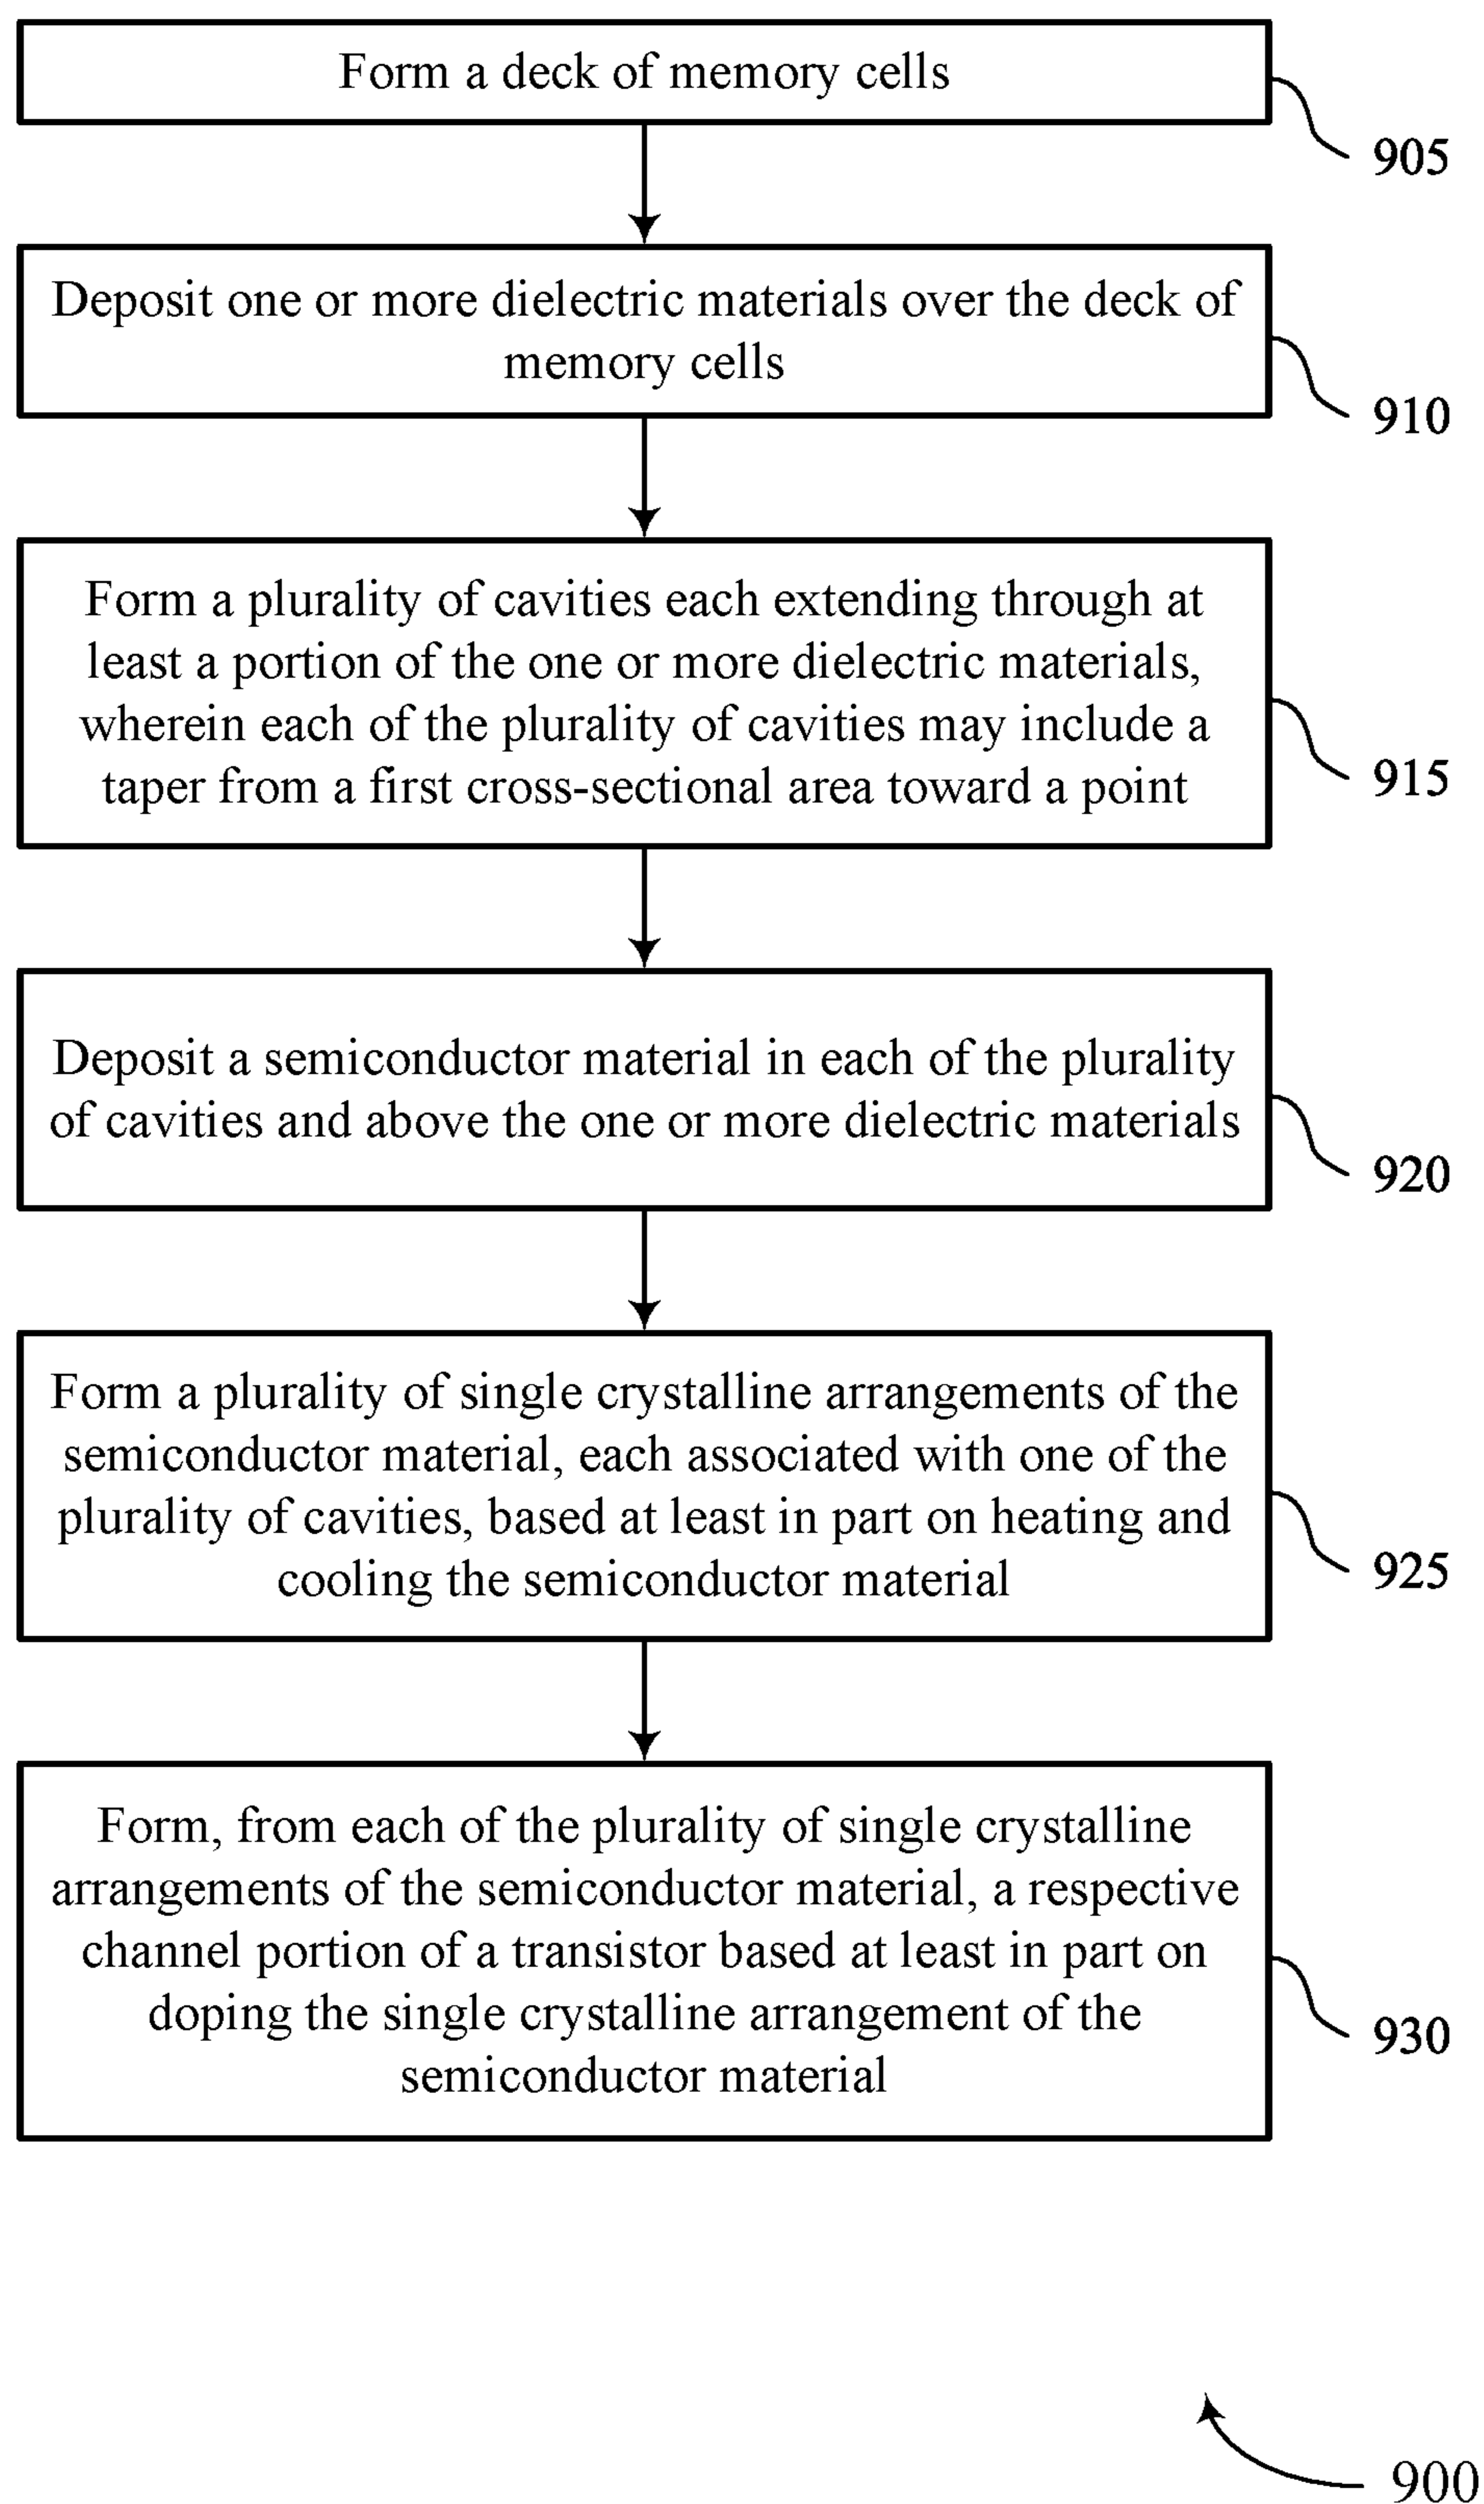 Form a deck of memory cells
905
Deposit one or more dielectric materials over the deck of
memory cells
910
Form a plurality of cavities each extending through at
least a portion of the one or more dielectric materials,
wherein each of the plurality of cavities may include a
taper from a first cross-sectional area toward a point
915
Deposit a semiconductor material in each of the plurality
of cavities and above the one or more dielectric materials
920
Form a plurality of single crystalline arrangements of the
semiconductor material, each associated with one of the
plurality of cavities, based at least in part on heating and
cooling the semiconductor material
925
Form, from each of the plurality of single crystalline
arrangements of the semiconductor material, a respective
channel portion of a transistor based at least in part on
doping the single crystalline arrangement of the
semiconductor material
930
900